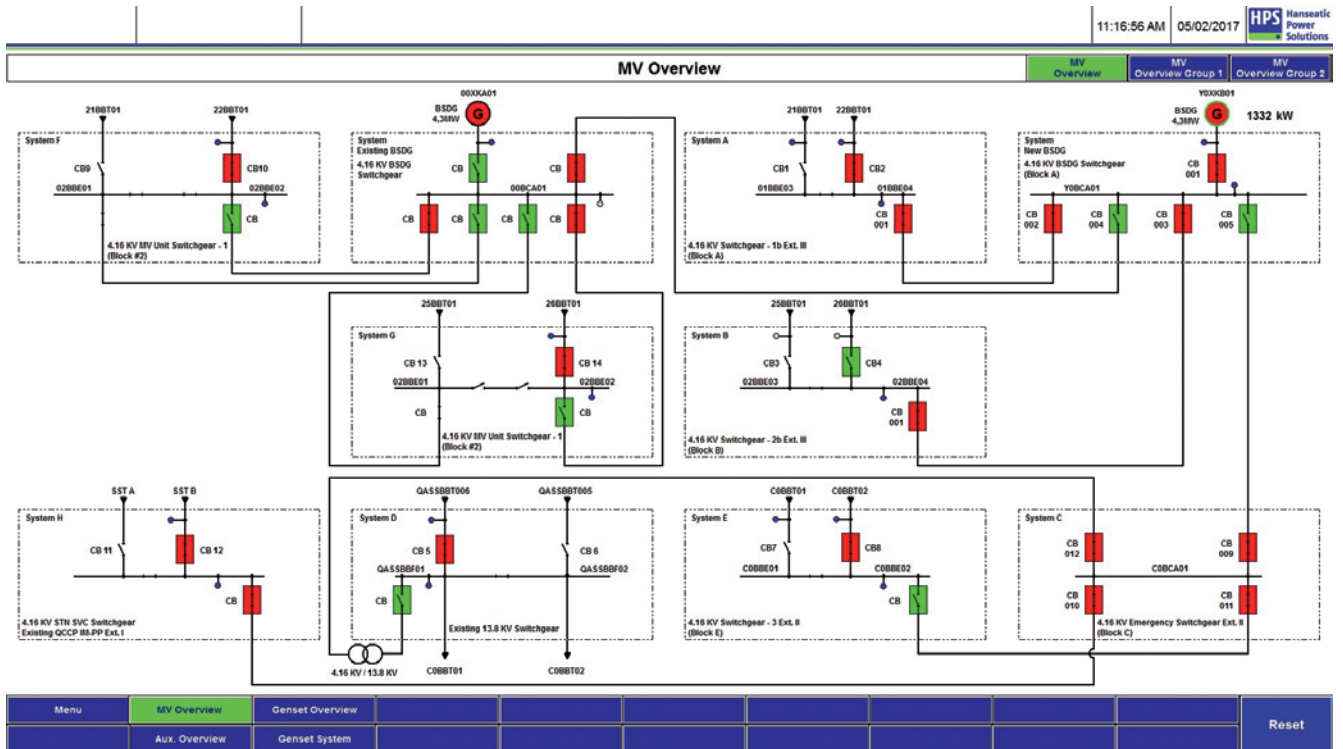 11:16:56 AM 05/02/2017 HPS Hanseatic Power Solutions
MV Overview
MV Overview
MV Overview Group 1
MV Overview Group 2
21BBT01
22BBT01
System F
CB9
CB10
02BBE01
02BBE02
CB
4.16 KV MV Unit Switchgear - 1
(Block #2)
00XKA01
BSDG
4,3MW
G
System
Existing BSDG
4.16 KV BSDG
Switchgear
CB
CB
00BCA01
CB
CB
CB
CB
21BBT01
22BBT01
System A
CB1
CB2
01BBE03
01BBE04
CB
001
4.16 KV Switchgear - 1b Ext. III
(Block A)
Y0XKB01
BSDG
4,3MW
G
1332 kW
System
New BSDG
4.16 KV BSDG Switchgear
(Block A)
CB
001
Y0BCA01
CB
002
CB
004
CB
003
CB
005
25BBT01
26BBT01
System G
CB 13
CB 14
02BBE01
02BBE02
CB
CB
4.16 KV MV Unit Switchgear - 1
(Block #2)
25BBT01
26BBT01
System B
CB3
CB4
02BBE03
02BBE04
CB
001
4.16 KV Switchgear - 2b Ext. III
(Block B)
SST A
SST B
System H
CB 11
CB 12
CB
4.16 KV STN SVC Switchgear
Existing QCCP IM-PP Ext. I
QASSBBT006
QASSBBT005
System D
CB 5
CB 6
QASSBBF01
QASSBBF02
CB
Existing 13.8 KV Switchgear
4.16 KV / 13.8 KV
C0BBT01
C0BBT02
C0BBT01
C0BBT02
System E
CB7
CB8
C0BBE01
C0BBE02
CB
4.16 KV Switchgear - 3 Ext. II
(Block E)
System C
CB
012
CB
009
C0BCA01
CB
010
CB
011
4.16 KV Emergency Switchgear Ext. II
(Block C)
Menu
MV Overview
Genset Overview
Aux. Overview
Genset System
Reset